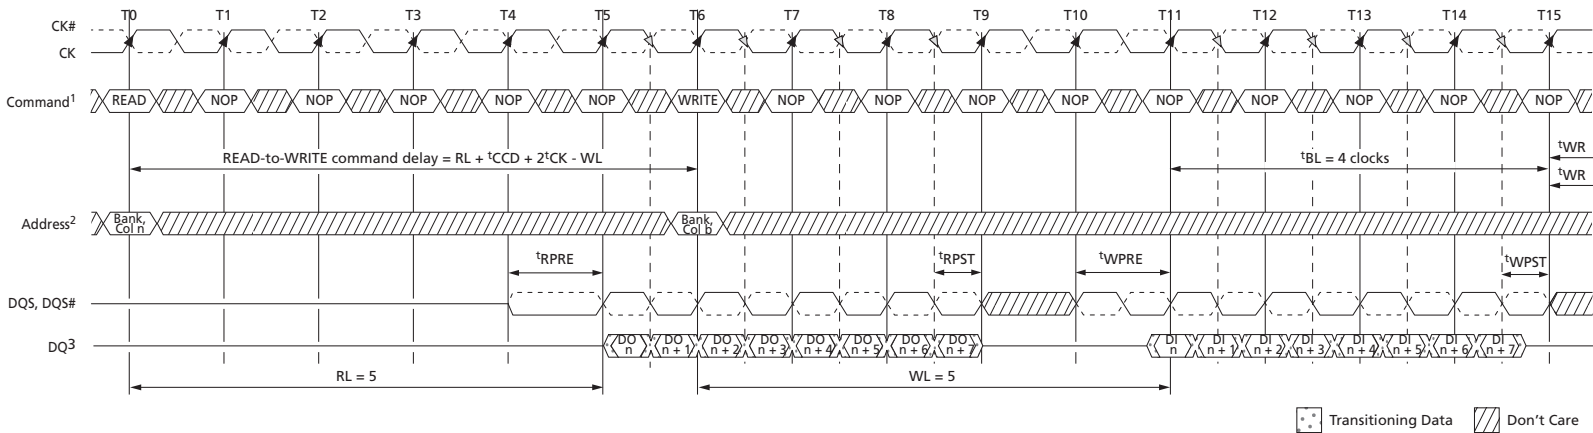 T0 T1 T2 T3 T4 T5 T6 T7 T8 T9 T10 T11 T12 T13 T14 T15
CK#
CK
Command1 READ NOP NOP NOP NOP NOP WRITE NOP NOP NOP NOP NOP NOP NOP NOP NOP
READ-to-WRITE command delay = RL + tCCD + 2tCK - WL tBL = 4 clocks tWR
tWR
Address2 Bank, Col n Bank, Col b
tRPRE tRPST tWPRE tWPST
DQS, DQS#
DQ3 DO n DO n + 1 DO n + 2 DO n + 3 DO n + 4 DO n + 5 DO n + 6 DO n + 7 DI n DI n + 1 DI n + 2 DI n + 3 DI n + 4 DI n + 5 DI n + 6 DI n + 7
RL = 5 WL = 5
Transitioning Data Don't Care